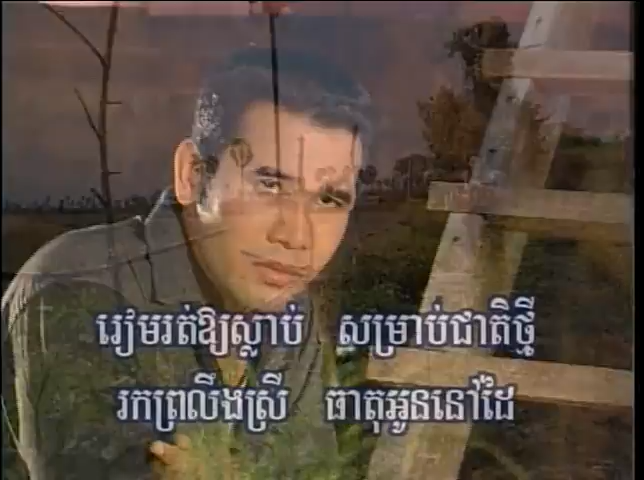 រៀមរត់ឱ្យស្លាប់ សម្រាប់ជាតិថ្មី
រកព្រលឹងស្រី ធាតុអូននៅដៃ